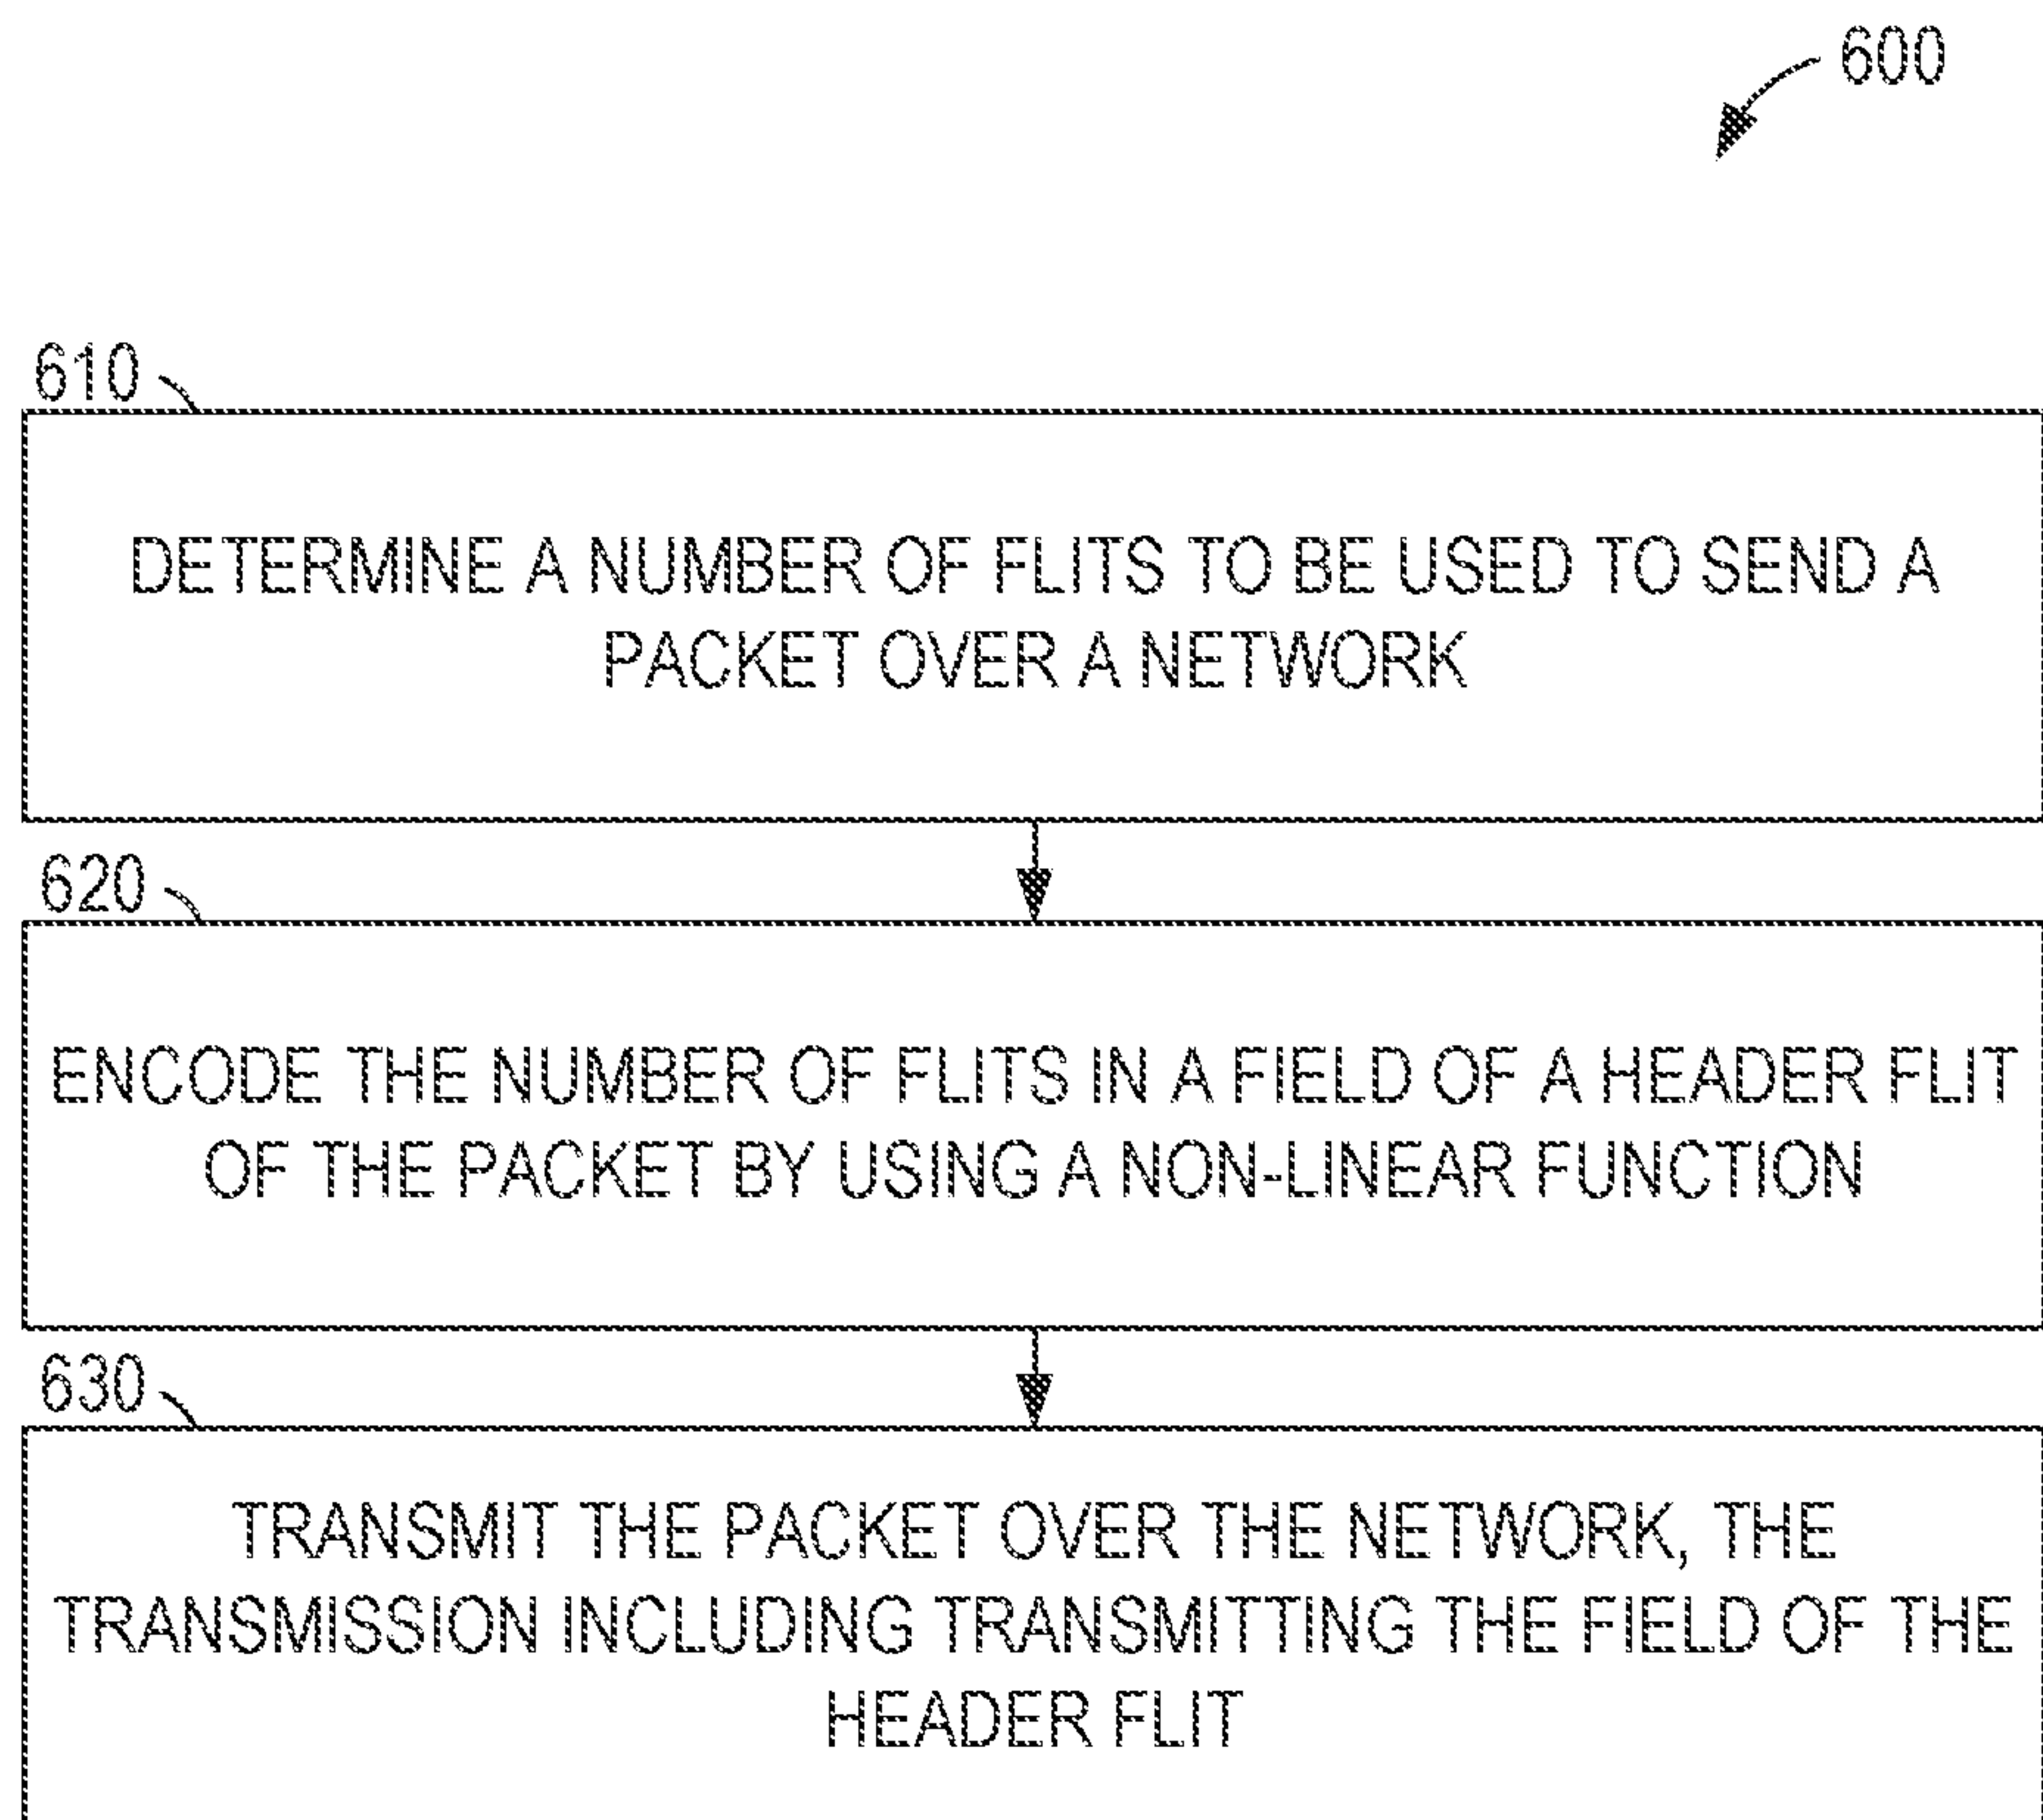 600
610
DETERMINE A NUMBER OF FLITS TO BE USED TO SEND A
PACKET OVER A NETWORK
620
ENCODE THE NUMBER OF FLITS IN A FIELD OF A HEADER FLIT
OF THE PACKET BY USING A NON-LINEAR FUNCTION
630
TRANSMIT THE PACKET OVER THE NETWORK, THE
TRANSMISSION INCLUDING TRANSMITTING THE FIELD OF THE
HEADER FLIT